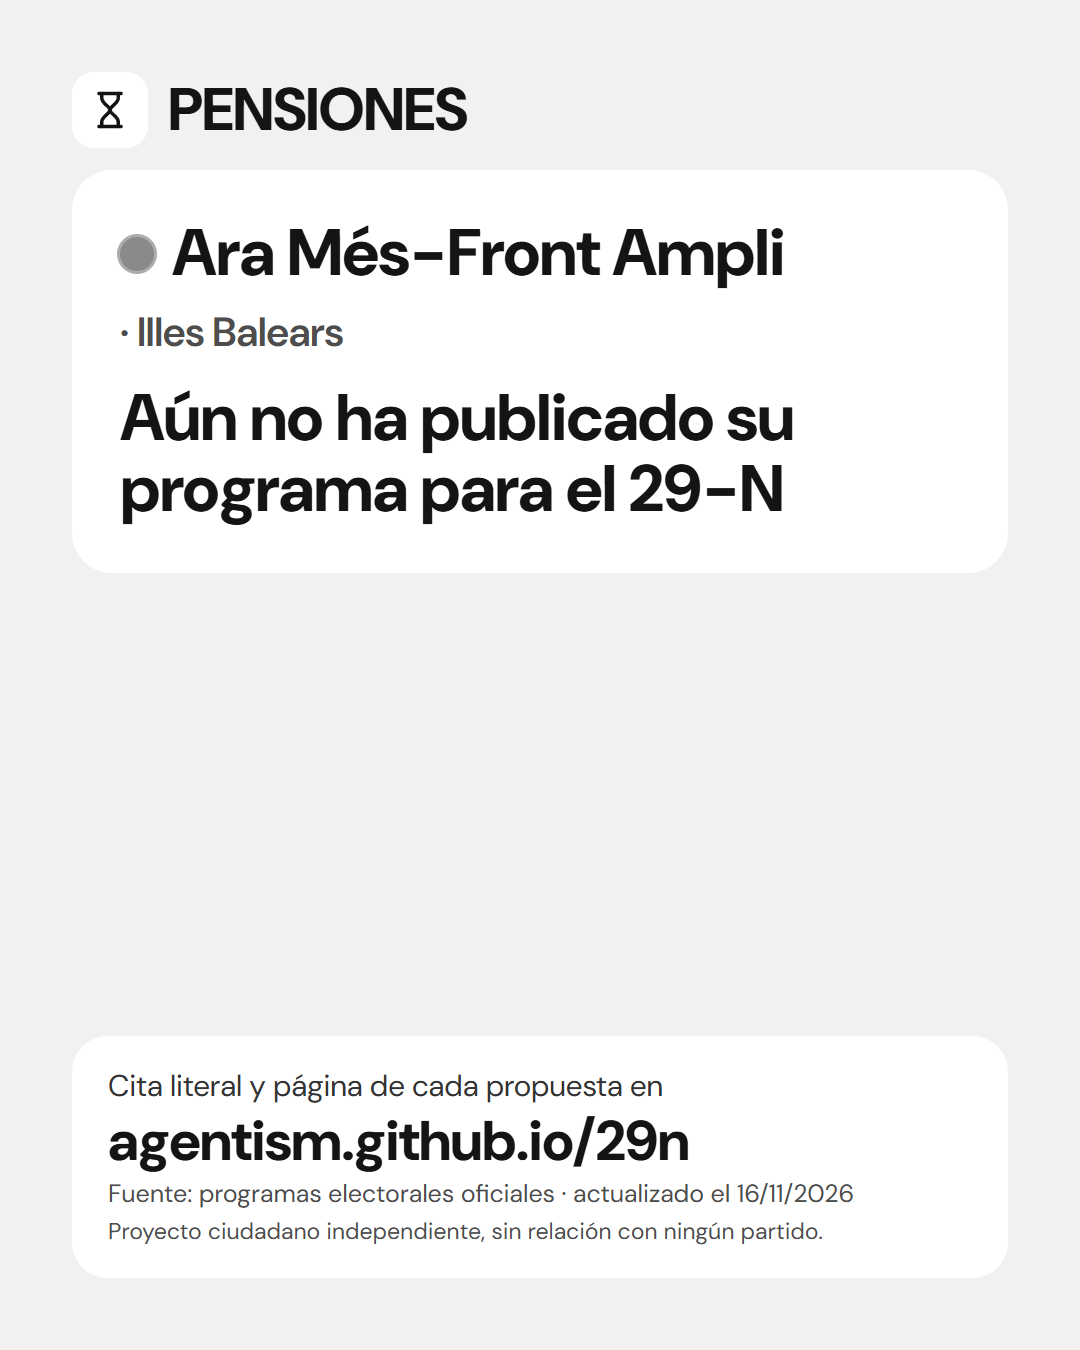 PENSIONES
Ara Més-Front Ampli
· Illes Balears
Aún no ha publicado su
programa para el 29-N
Cita literal y página de cada propuesta en
agentism.github.io/29n
Fuente: programas electorales oficiales · actualizado el 16/11/2026
Proyecto ciudadano independiente, sin relación con ningún partido.